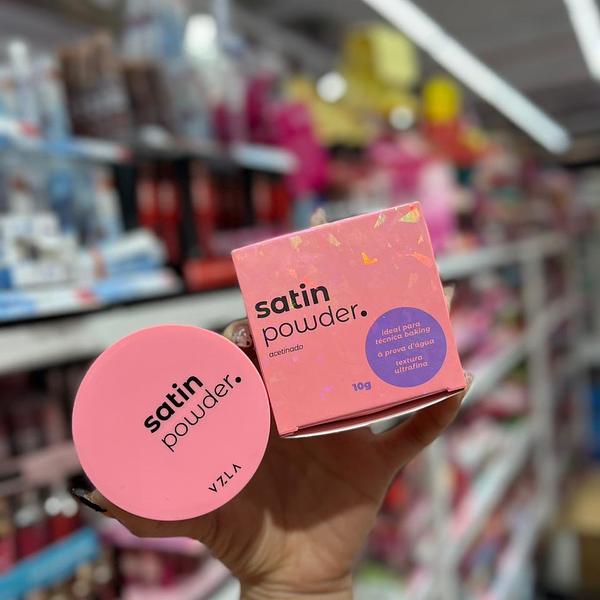 satin
powder.
acetinado
ideal para
técnica baking
à prova d'água
textura
ultrafina
10g
satin
powder.
VZLA